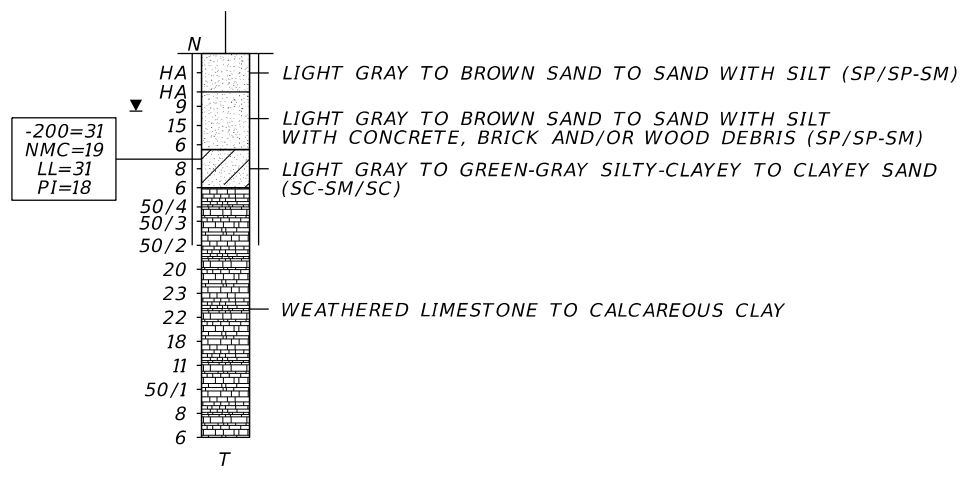 N
HA
LIGHT GRAY TO BROWN SAND TO SAND WITH SILT (SP/SP-SM)
HA
9
15
LIGHT GRAY TO BROWN SAND TO SAND WITH SILT
WITH CONCRETE, BRICK AND/OR WOOD DEBRIS (SP/SP-SM)
-200=31
NMC=19
LL=31
PI=18
6
8
LIGHT GRAY TO GREEN-GRAY SILTY-CLAYEY TO CLAYEY SAND
(SC-SM/SC)
6
50/4
50/3
50/2
20
23
WEATHERED LIMESTONE TO CALCAREOUS CLAY
22
18
11
50/1
8
6
T